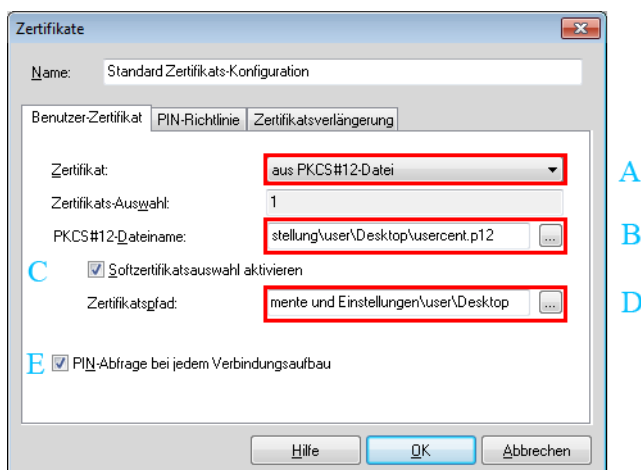 Zertifikate
Name: Standard Zertifikats-Konfiguration
Benutzer-Zertifikat PIN-Richtlinie Zertifikatsverlängerung
Zertifikat: aus PKCS#12-Datei A
Zertifikats-Auswahl: 1
PKCS#12-Dateiname: stellung\user\Desktop\usercent.p12 ... B
C Softzertifikatsauswahl aktivieren
Zertifikatspfad: mente und Einstellungen\user\Desktop ... D
E PIN-Abfrage bei jedem Verbindungsaufbau
Hilfe OK Abbrechen